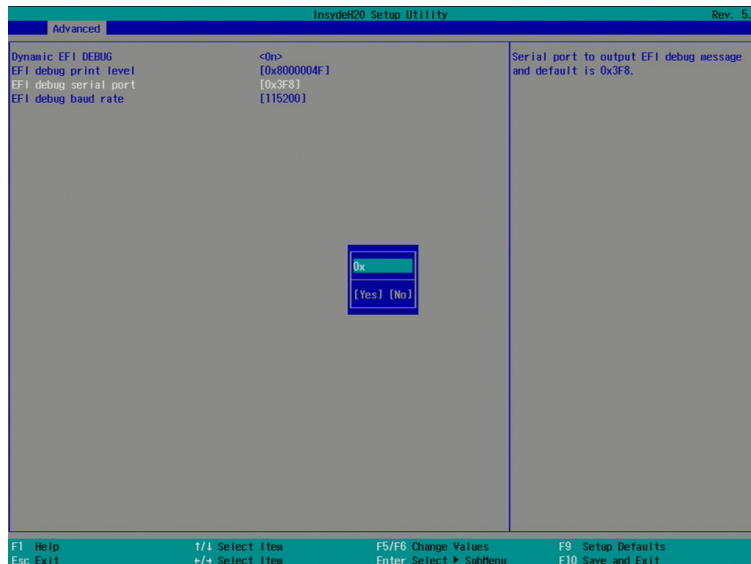 InsydeH20 Setup Utility Rev. 5.
Advanced
Dynamic EFI DEBUG <On> Serial port to output EFI debug message
EFI debug print level [0x8000004F] and default is 0x3F8.
EFI debug serial port [0x3F8]
EFI debug baud rate [115200]
0x
[Yes] [No]
F1 Help ↑/↓ Select Item F5/F6 Change Values F9 Setup Defaults
Esc Exit ←/→ Select Item Enter Select ▶ SubMenu F10 Save and Exit